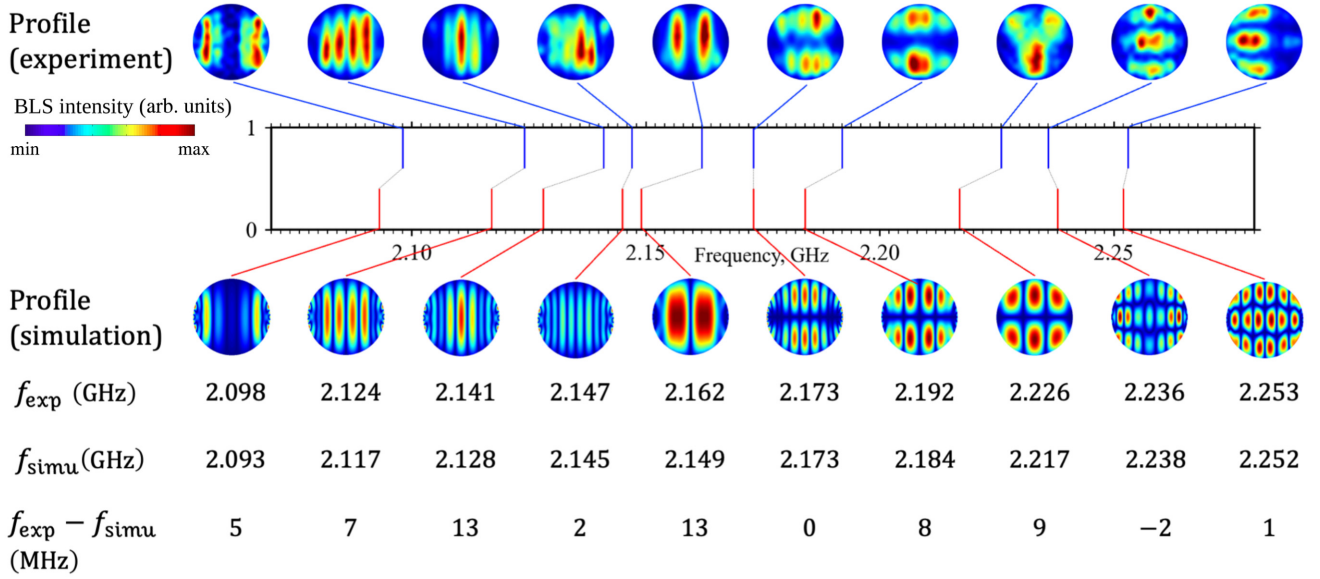 Profile
(experiment)
BLS intensity (arb. units)
min max
1
0
2.10 2.15 Frequency, GHz 2.20 2.25
Profile
(simulation)
f_exp (GHz) 2.098 2.124 2.141 2.147 2.162 2.173 2.192 2.226 2.236 2.253
f_simu(GHz) 2.093 2.117 2.128 2.145 2.149 2.173 2.184 2.217 2.238 2.252
f_exp − f_simu 5 7 13 2 13 0 8 9 −2 1
(MHz)